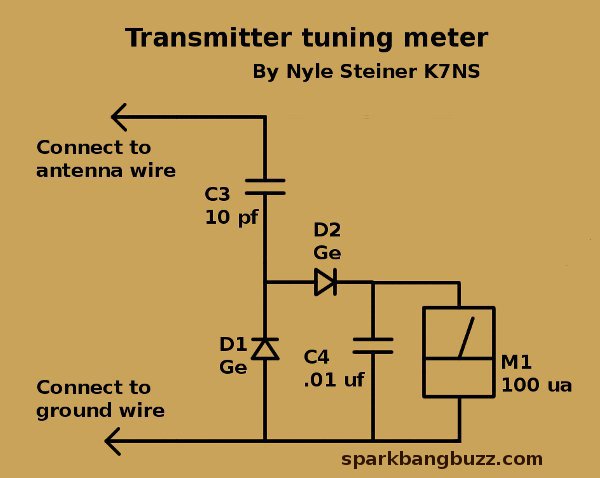 Transmitter tuning meter
By Nyle Steiner K7NS
Connect to
antenna wire
C3
10 pf
D2
Ge
D1
Ge
C4
.01 uf
M1
100 ua
Connect to
ground wire
sparkbangbuzz.com